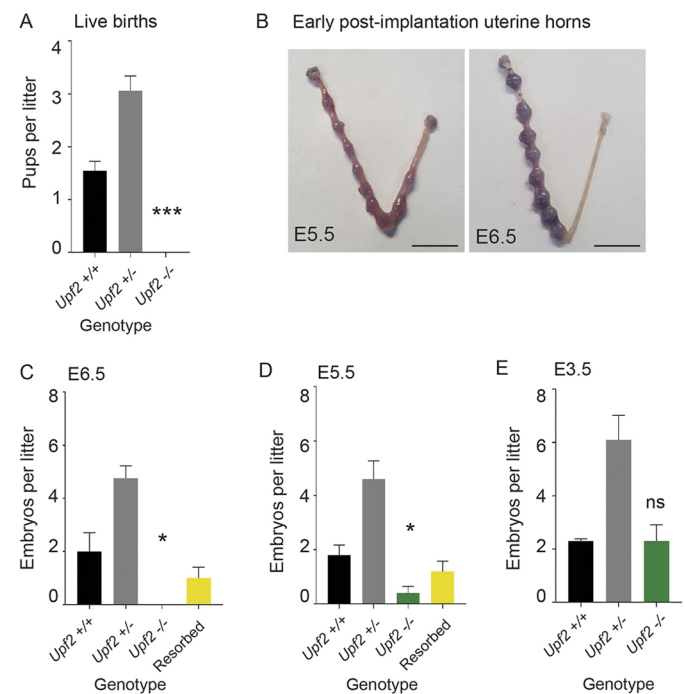 A Live births
Pups per litter
4
3
2
1
0
***
Upf2 +/+
Upf2 +/-
Upf2 -/-
Genotype
B Early post-implantation uterine horns
E5.5
E6.5
C E6.5
Embryos per litter
8
6
4
2
0
*
Upf2 +/+
Upf2 +/-
Upf2 -/-
Resorbed
Genotype
D E5.5
Embryos per litter
8
6
4
2
0
*
Upf2 +/+
Upf2 +/-
Upf2 -/-
Resorbed
Genotype
E E3.5
Embryos per litter
8
6
4
2
0
ns
Upf2 +/+
Upf2 +/-
Upf2 -/-
Genotype